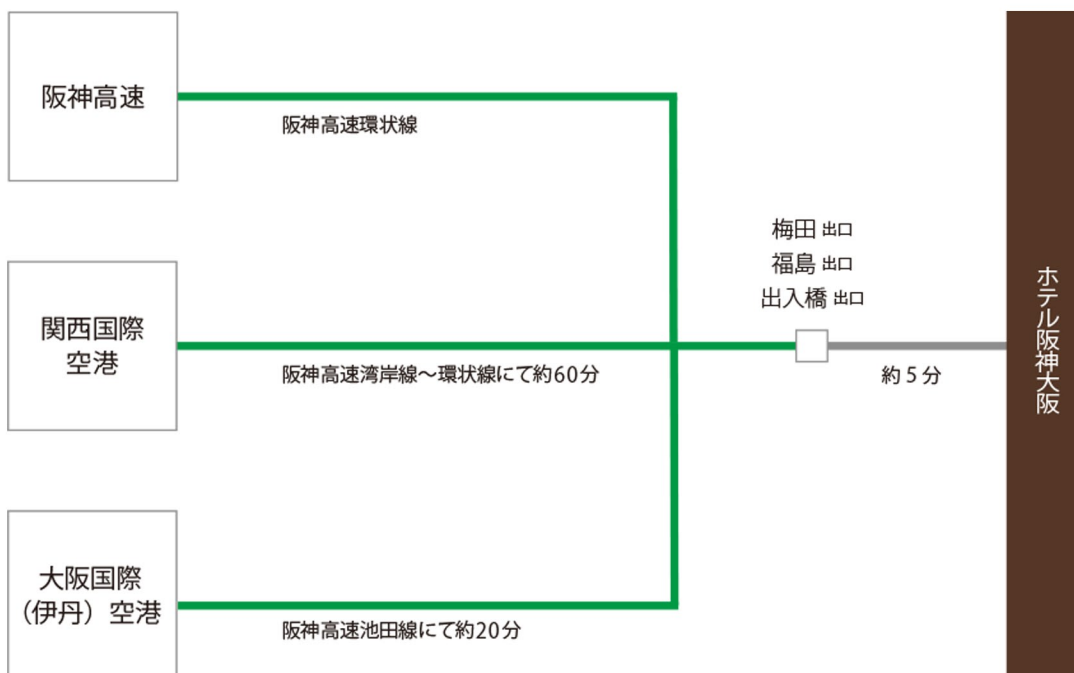 阪神高速
阪神高速環状線
梅田 出口
福島 出口
出入橋 出口
関西国際
空港
阪神高速湾岸線～環状線にて約60分
約5分
ホテル阪神大阪
大阪国際
（伊丹）空港
阪神高速池田線にて約20分